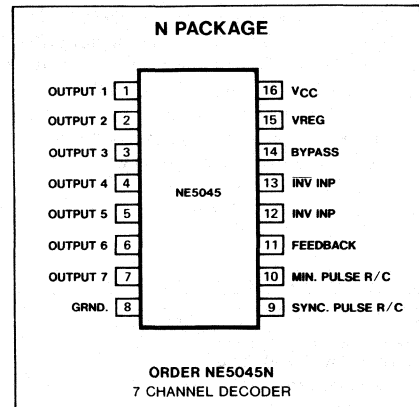 N PACKAGE
OUTPUT 1 1
OUTPUT 2 2
OUTPUT 3 3
OUTPUT 4 4
OUTPUT 5 5
OUTPUT 6 6
OUTPUT 7 7
GRND. 8
NE5045
16 VCC
15 VREG
14 BYPASS
13 INV INP
12 INV INP
11 FEEDBACK
10 MIN. PULSE R/C
9 SYNC. PULSE R/C
ORDER NE5045N
7 CHANNEL DECODER